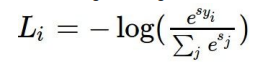 L_i = − log( \frac{e^{s_{y_i}}}{\sum_j e^{s_j}} )